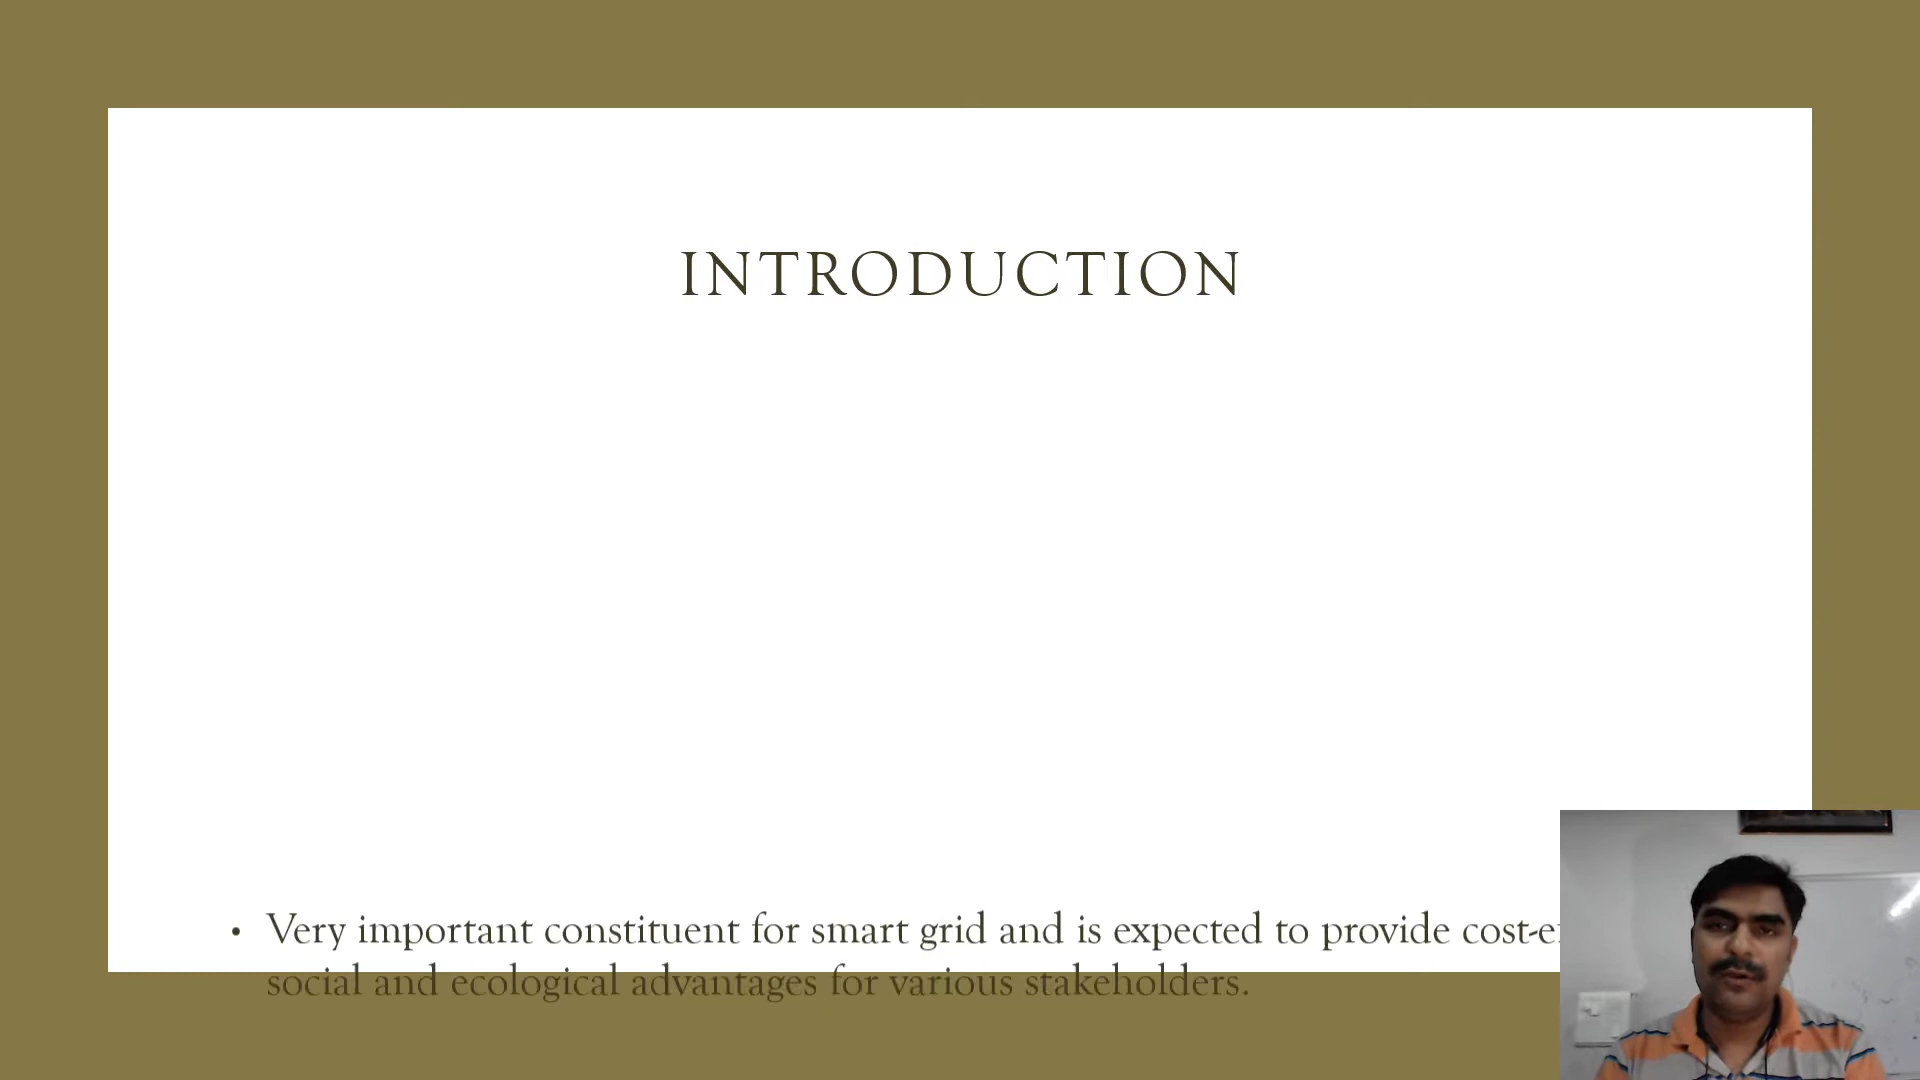 INTRODUCTION
• Very important constituent for smart grid and is expected to provide
social and ecological advantages for various stakeholders.